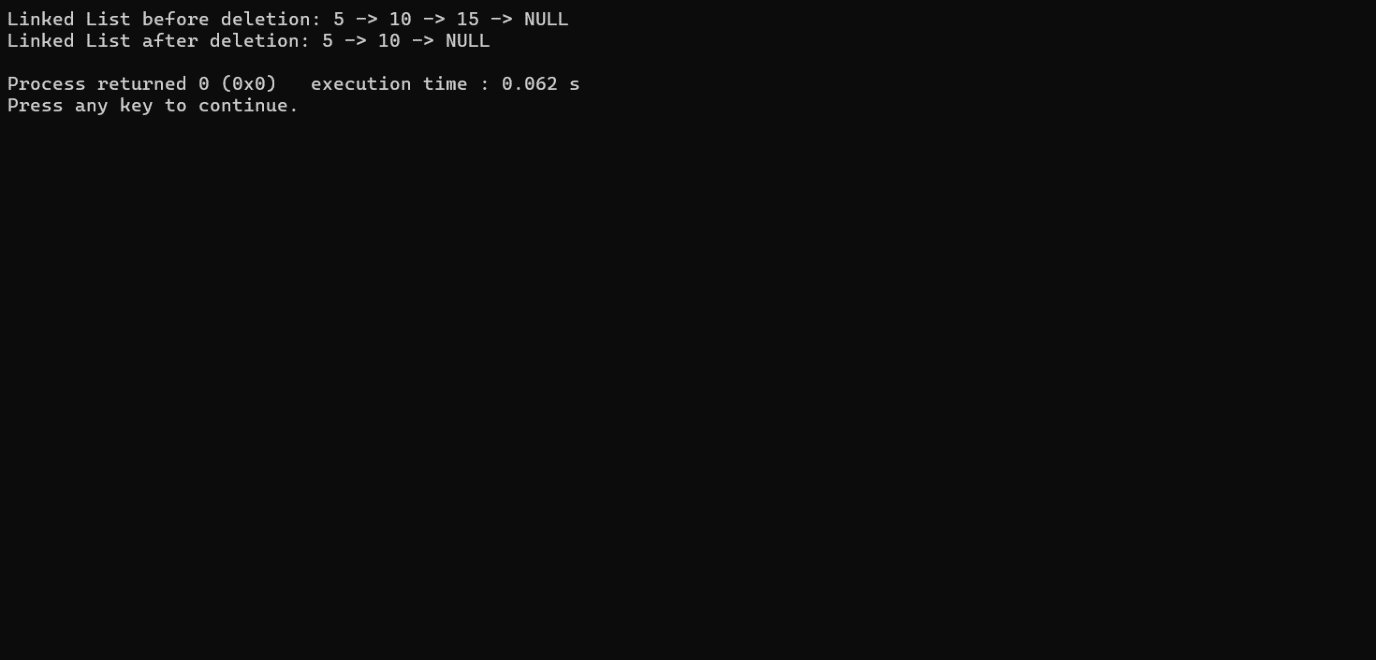 Linked List before deletion: 5 -> 10 -> 15 -> NULL
Linked List after deletion: 5 -> 10 -> NULL
Process returned 0 (0x0)   execution time : 0.062 s
Press any key to continue.